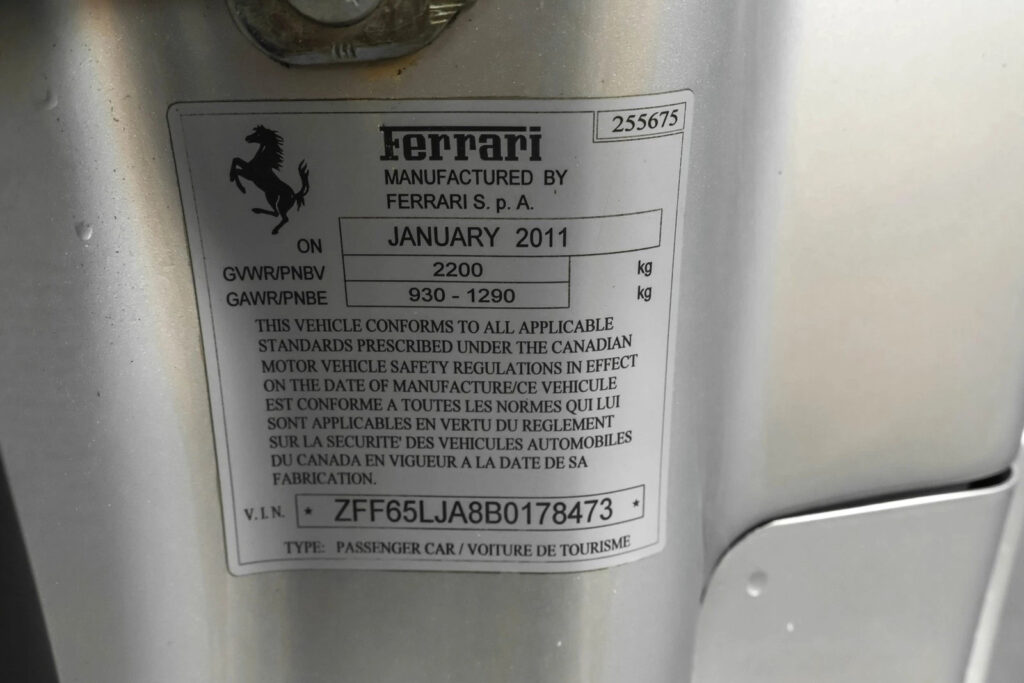 255675
Ferrari
MANUFACTURED BY
FERRARI S. p. A.
ON JANUARY 2011
GVWR/PNBV 2200 kg
GAWR/PNBE 930 - 1290 kg
THIS VEHICLE CONFORMS TO ALL APPLICABLE
STANDARDS PRESCRIBED UNDER THE CANADIAN
MOTOR VEHICLE SAFETY REGULATIONS IN EFFECT
ON THE DATE OF MANUFACTURE/CE VEHICULE
EST CONFORME A TOUTES LES NORMES QUI LUI
SONT APPLICABLES EN VERTU DU REGLEMENT
SUR LA SECURITE' DES VEHICULES AUTOMOBILES
DU CANADA EN VIGUEUR A LA DATE DE SA
FABRICATION.
V.I.N. * ZFF65LJA8B0178473 *
TYPE: PASSENGER CAR / VOITURE DE TOURISME